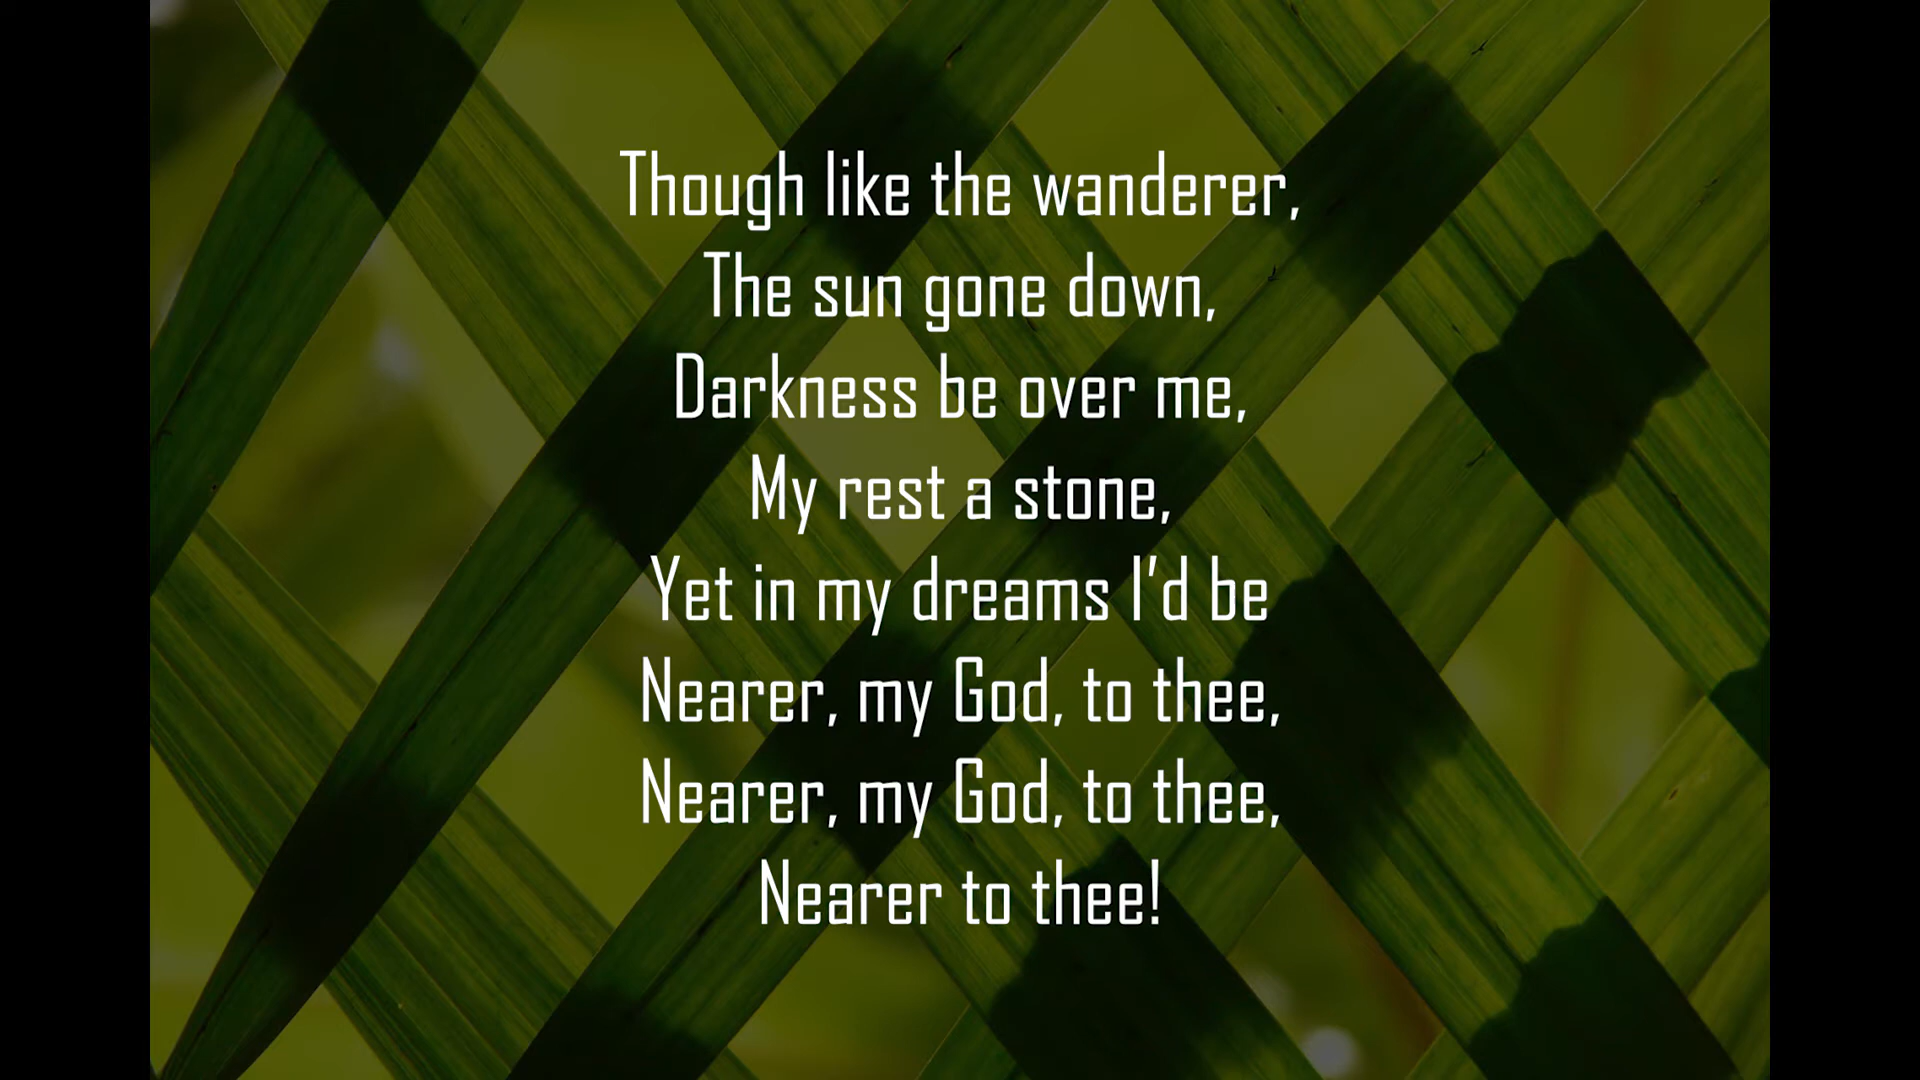 Though like the wanderer,
The sun gone down,
Darkness be over me,
My rest a stone,
Yet in my dreams I'd be
Nearer, my God, to thee,
Nearer, my God, to thee,
Nearer to thee!